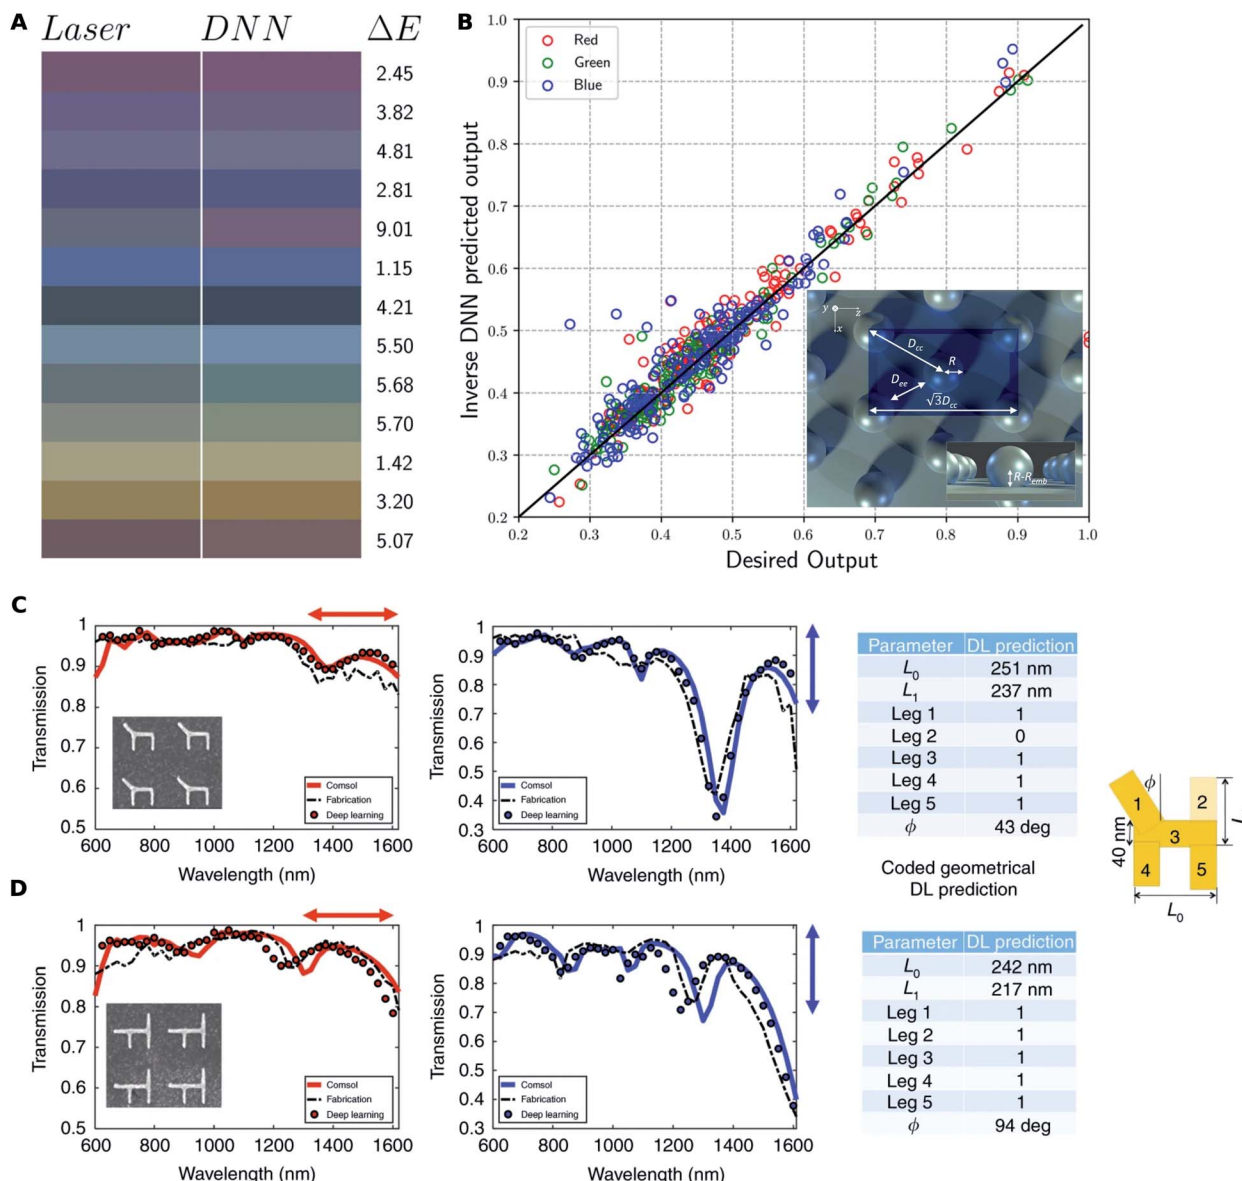 A
Laser DNN ΔE
2.45
3.82
4.81
2.81
9.01
1.15
4.21
5.50
5.68
5.70
1.42
3.20
5.07
B
Inverse DNN predicted output
1.0
0.9
0.8
0.7
0.6
0.5
0.4
0.3
0.2
Red
Green
Blue
y z
x
D_cc
R
D_ee
√3D_cc
R-R_emb
0.2 0.3 0.4 0.5 0.6 0.7 0.8 0.9 1.0
Desired Output
C
Transmission
1
0.9
0.8
0.7
0.6
0.5
Comsol
Fabrication
Deep learning
600 800 1000 1200 1400 1600
Wavelength (nm)
Transmission
1
0.9
0.8
0.7
0.6
0.5
0.4
0.3
Comsol
Fabrication
Deep learning
600 800 1000 1200 1400 1600
Wavelength (nm)
Parameter DL prediction
L₀ 251 nm
L₁ 237 nm
Leg 1 1
Leg 2 0
Leg 3 1
Leg 4 1
Leg 5 1
ϕ 43 deg
Coded geometrical
DL prediction
ϕ
1
2
3
4
5
40 nm
L₀
D
Transmission
1
0.9
0.8
0.7
0.6
0.5
Comsol
Fabrication
Deep learning
600 800 1000 1200 1400 1600
Wavelength (nm)
Transmission
1
0.9
0.8
0.7
0.6
0.5
0.4
0.3
Comsol
Fabrication
Deep learning
600 800 1000 1200 1400 1600
Wavelength (nm)
Parameter DL prediction
L₀ 242 nm
L₁ 217 nm
Leg 1 1
Leg 2 1
Leg 3 1
Leg 4 1
Leg 5 1
ϕ 94 deg